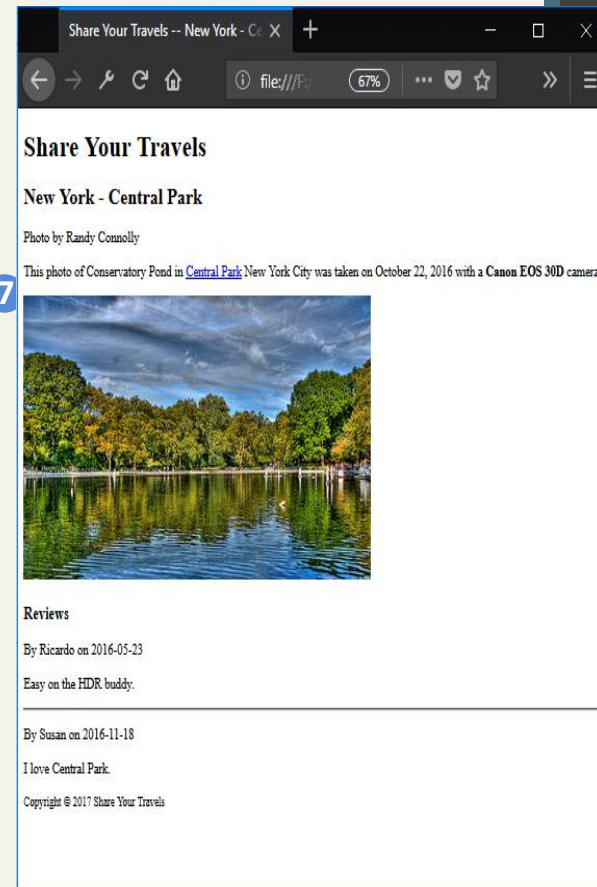 Share Your Travels -- New York - Ce
file:///F:/
67%
Share Your Travels
New York - Central Park
Photo by Randy Connolly
This photo of Conservatory Pond in Central Park New York City was taken on October 22, 2016 with a Canon EOS 30D camera
7
Reviews
By Ricardo on 2016-05-23
Easy on the HDR buddy.
By Susan on 2016-11-18
I love Central Park.
Copyright © 2017 Share Your Travels